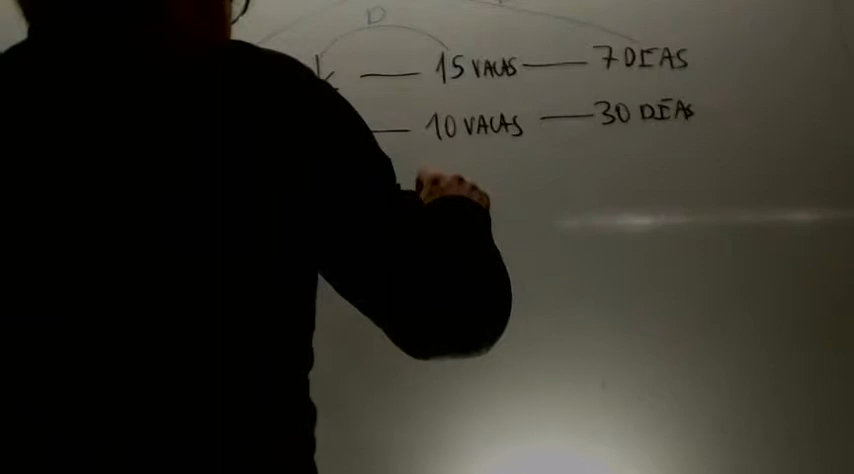 D
15 VACAS — 7 DÍAS
— 10 VACAS — 30 DÍAS